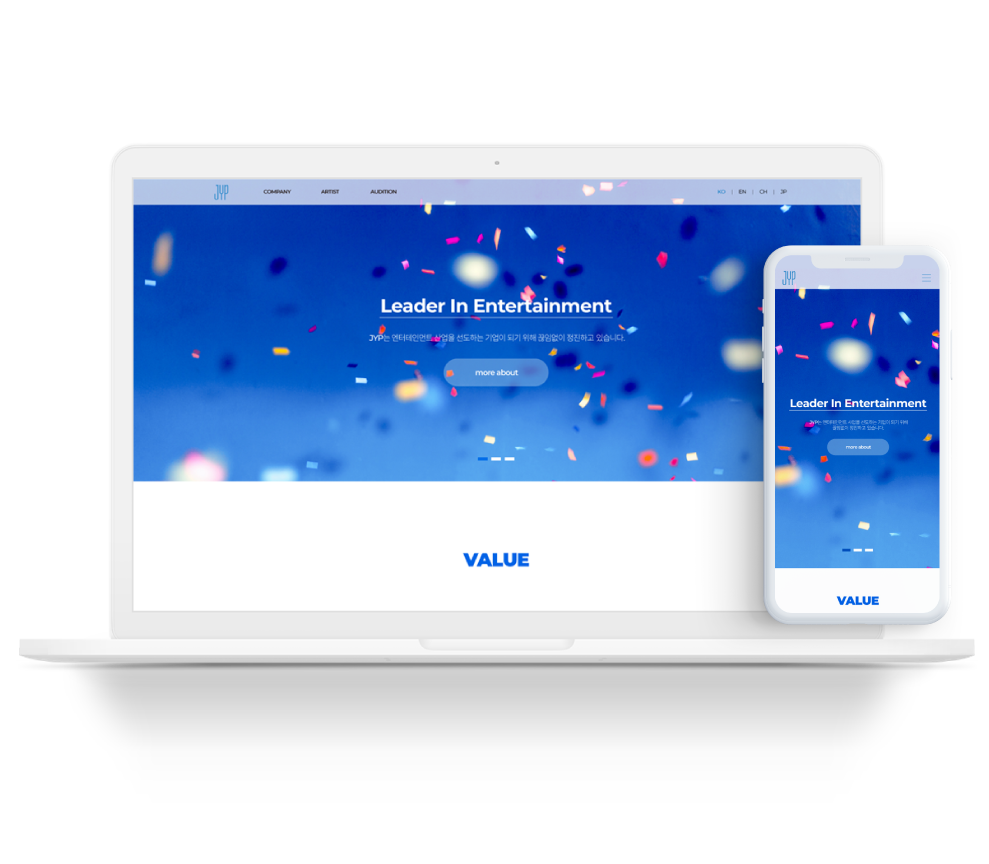 JYP
COMPANY ARTIST AUDITION
KO | EN | CH | JP
Leader In Entertainment
JYP는 엔터테인먼트 산업을 선도하는 기업이 되기 위해 끊임없이 정진하고 있습니다.
more about
VALUE
JYP
Leader In Entertainment
JYP는 엔터테인먼트 산업을 선도하는 기업이 되기 위해
끊임없이 정진하고 있습니다.
more about
VALUE